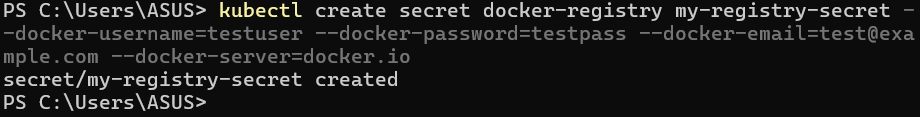 PS C:\Users\ASUS> kubectl create secret docker-registry my-registry-secret -
-docker-username=testuser --docker-password=testpass --docker-email=test@exa
mple.com --docker-server=docker.io
secret/my-registry-secret created
PS C:\Users\ASUS>